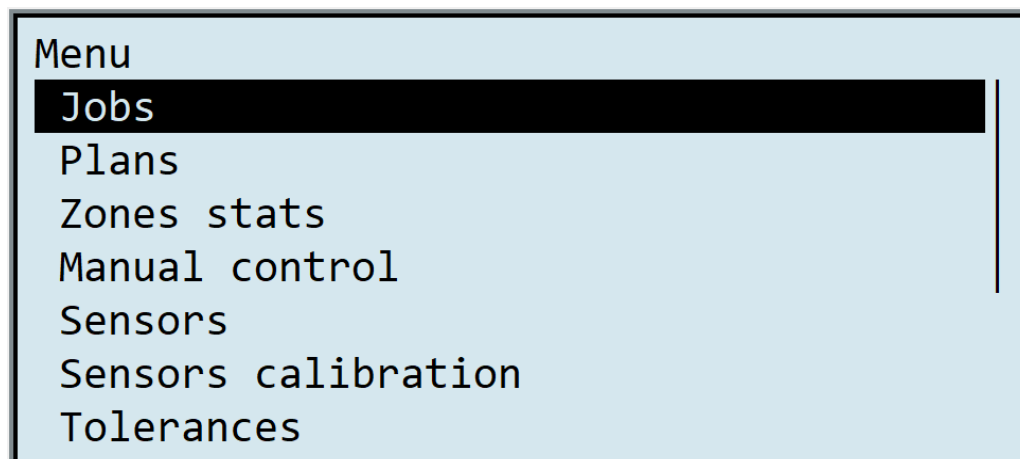 Menu
Jobs
Plans
Zones stats
Manual control
Sensors
Sensors calibration
Tolerances